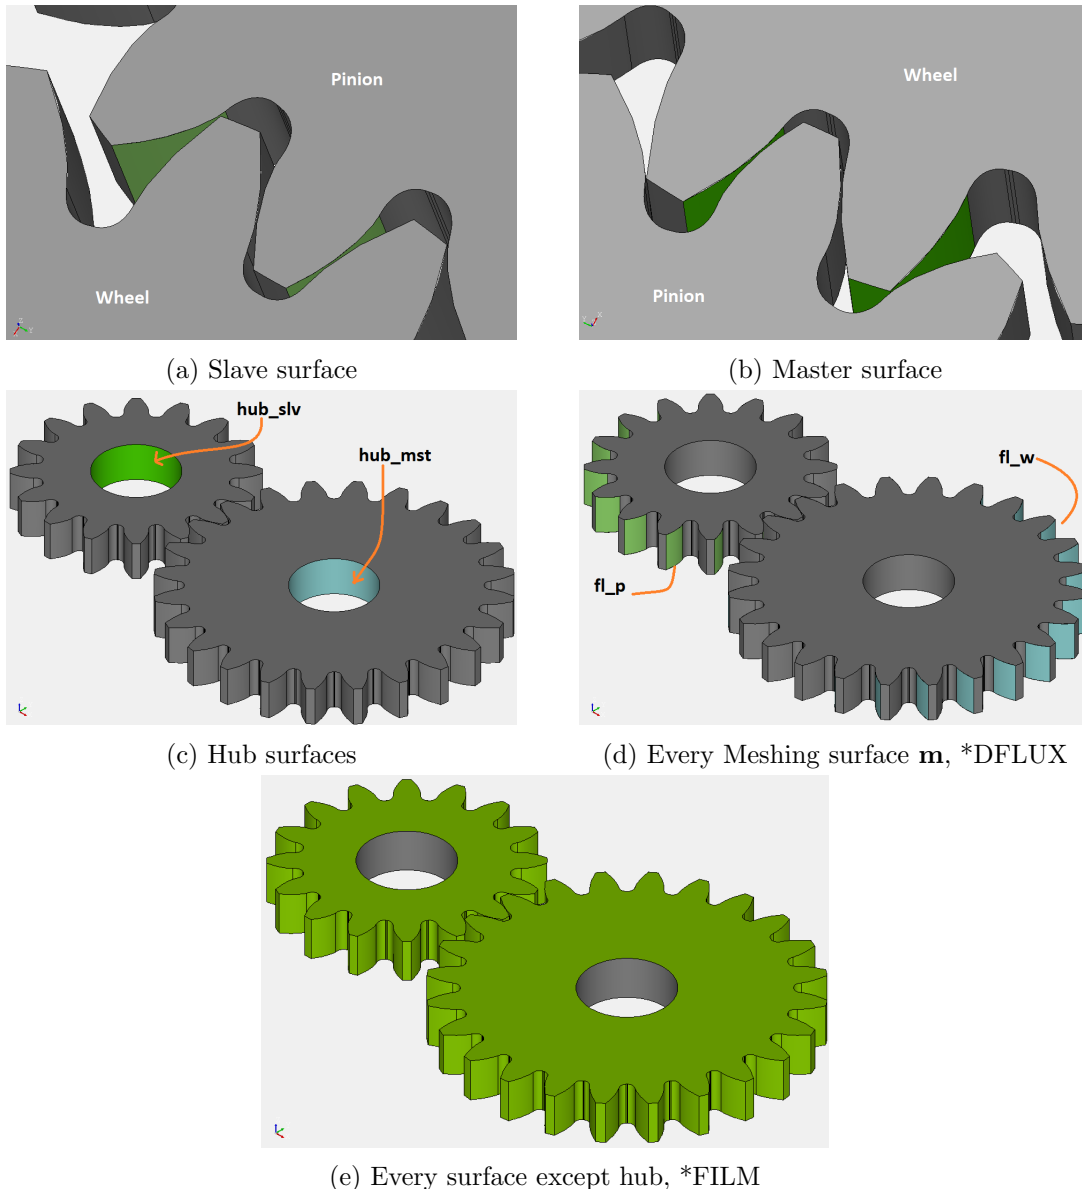 Pinion
Wheel
(a) Slave surface
Wheel
Pinion
(b) Master surface
hub_slv
hub_mst
(c) Hub surfaces
fl_w
fl_p
(d) Every Meshing surface m, *DFLUX
(e) Every surface except hub, *FILM